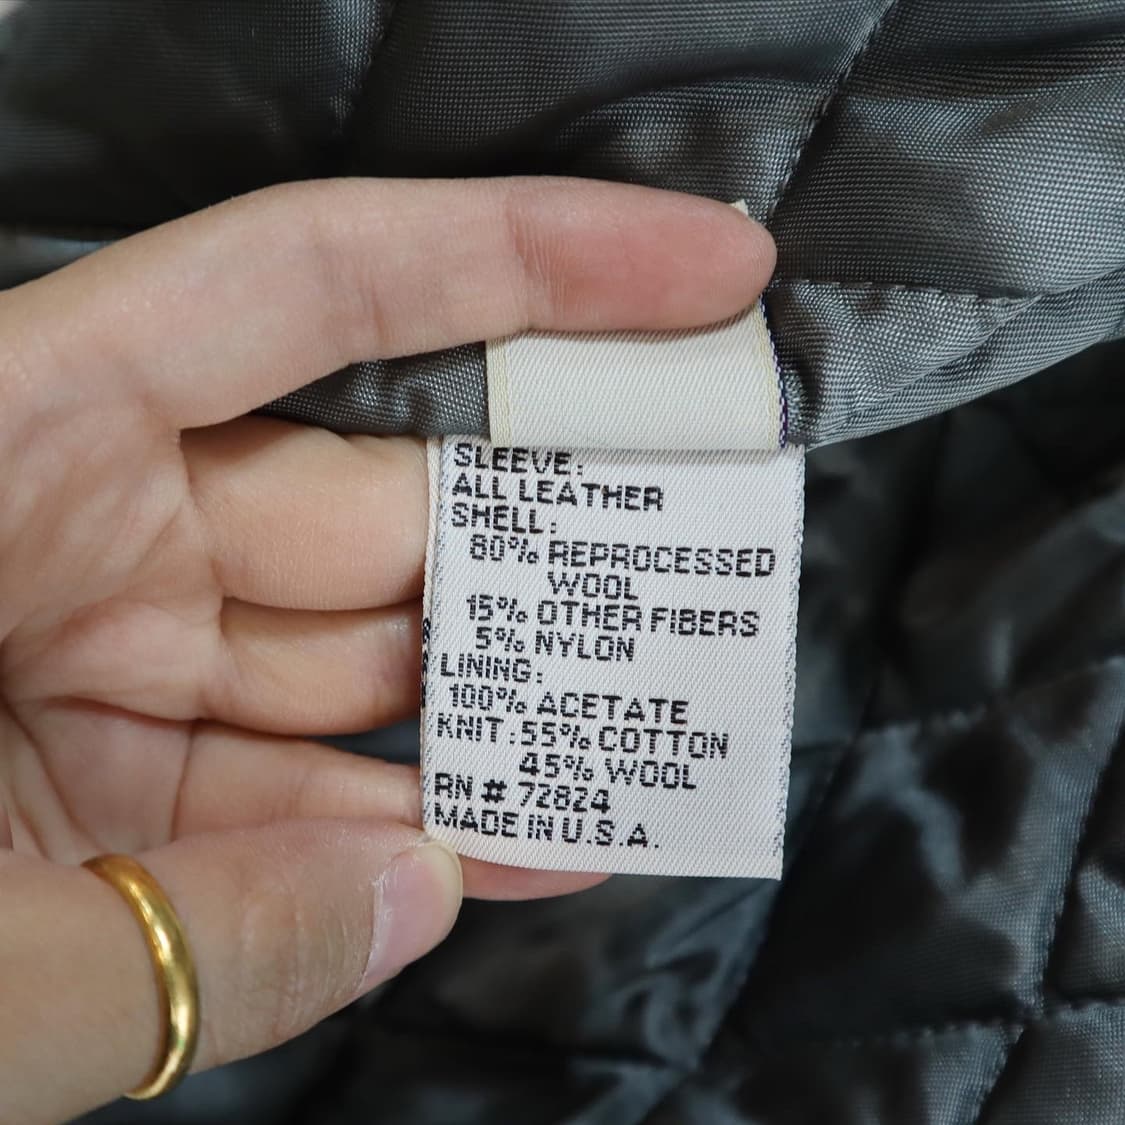 SLEEVE:
ALL LEATHER
SHELL:
80% REPROCESSED
WOOL
15% OTHER FIBERS
5% NYLON
LINING:
100% ACETATE
KNIT:55% COTTON
45% WOOL
RN # 72824
MADE IN U.S.A.